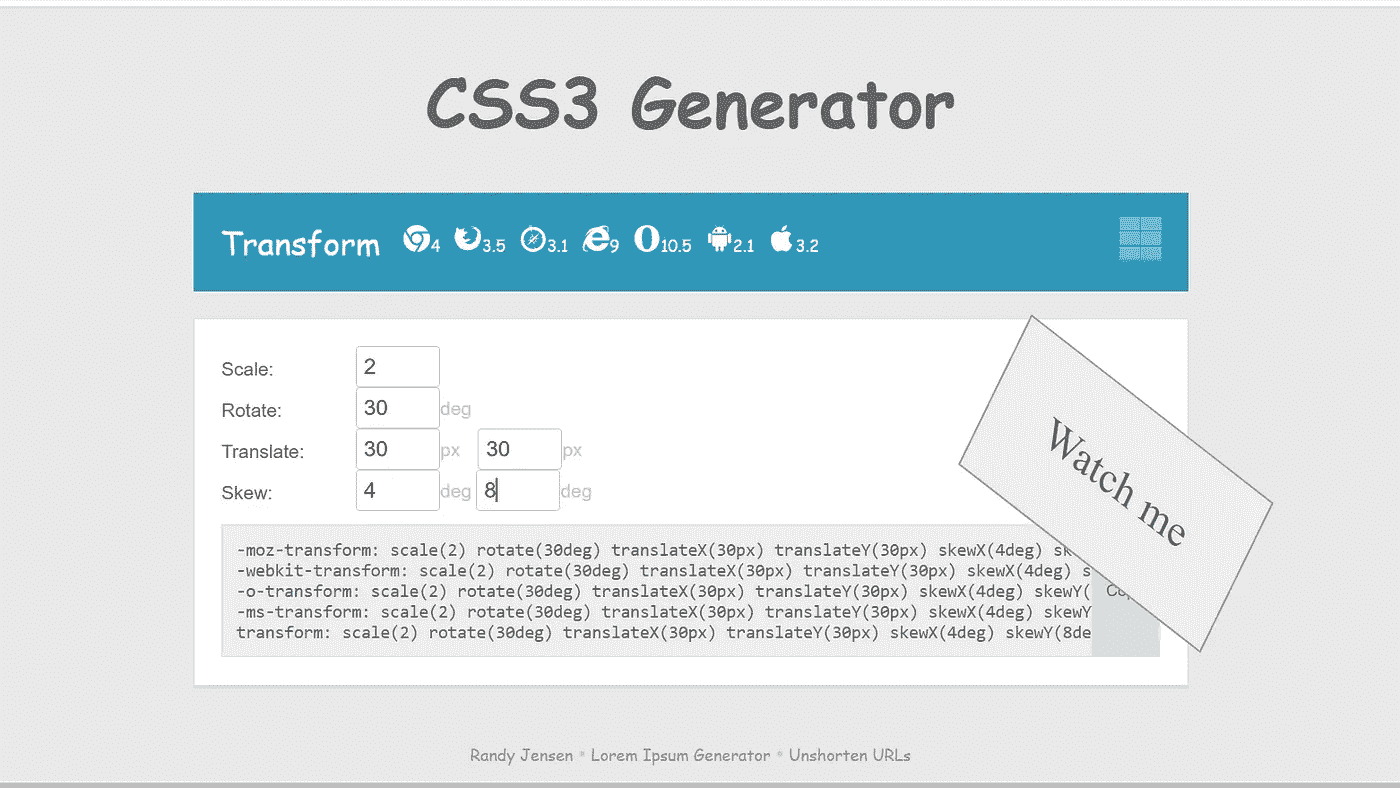 CSS3 Generator
Transform 4 3.5 3.1 9 10.5 2.1 3.2
Scale: 2
Rotate: 30 deg
Translate: 30 px 30 px
Skew: 4 deg 8 deg
Watch me
-moz-transform: scale(2) rotate(30deg) translateX(30px) translateY(30px) skewX(4deg) sk
-webkit-transform: scale(2) rotate(30deg) translateX(30px) translateY(30px) skewX(4deg) s
-o-transform: scale(2) rotate(30deg) translateX(30px) translateY(30px) skewX(4deg) skewY(
-ms-transform: scale(2) rotate(30deg) translateX(30px) translateY(30px) skewX(4deg) skewY
transform: scale(2) rotate(30deg) translateX(30px) translateY(30px) skewX(4deg) skewY(8de
Randy Jensen * Lorem Ipsum Generator * Unshorten URLs